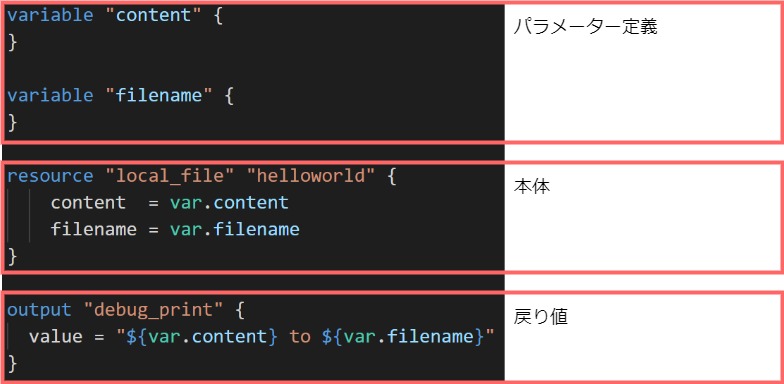 variable "content" {
}
パラメーター定義
variable "filename" {
}
resource "local_file" "helloworld" {
    content  = var.content
    filename = var.filename
}
本体
output "debug_print" {
  value = "${var.content} to ${var.filename}"
}
戻り値